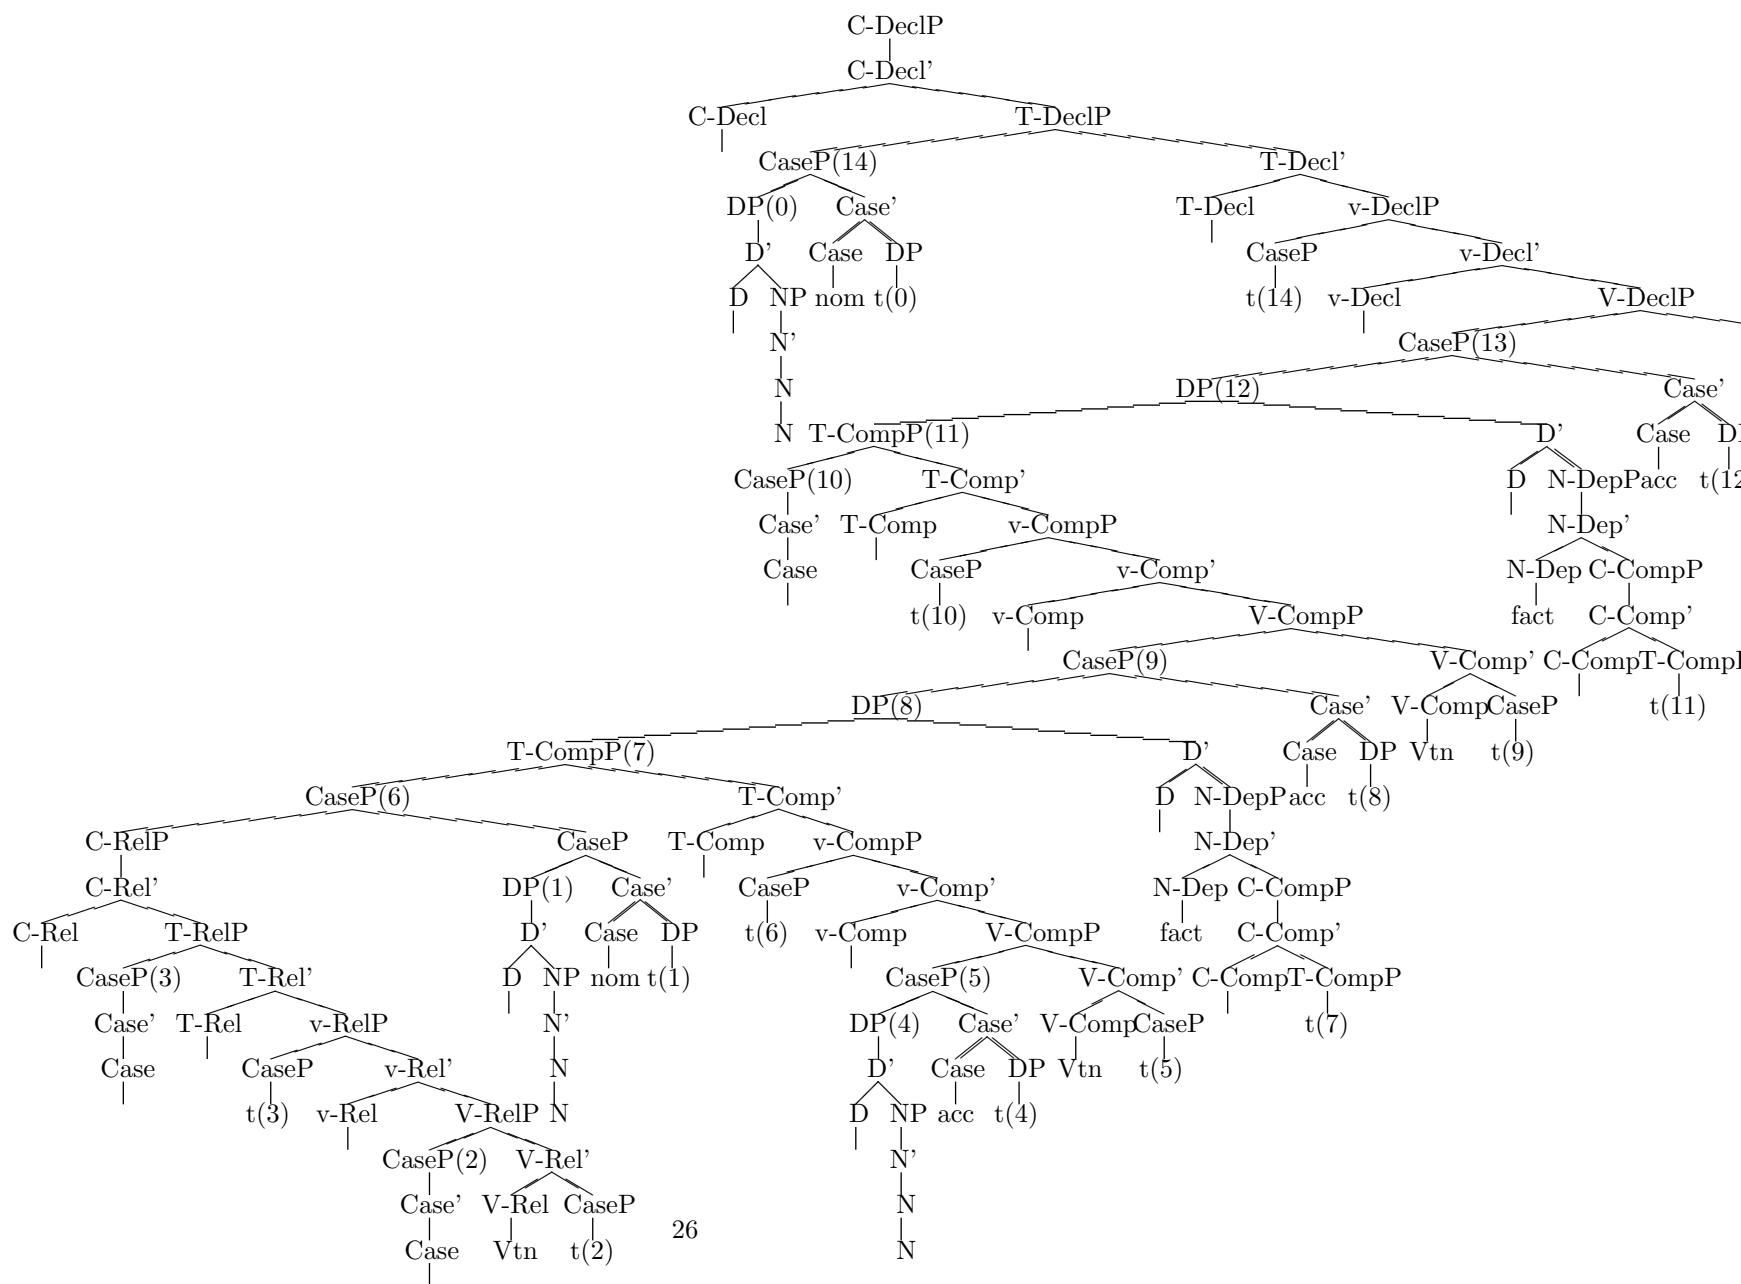 C-DeclP
C-Decl'
C-Decl T-DeclP
CaseP(14) T-Decl'
DP(0) Case' T-Decl v-DeclP
D' Case DP CaseP v-Decl'
D NP nom t(0) t(14) v-Decl V-DeclP
N' CaseP(13)
N DP(12) Case'
N T-CompP(11) D' Case
CaseP(10) T-Comp' D N-DepP acc t(12
Case' T-Comp v-CompP N-Dep'
Case CaseP v-Comp' N-Dep C-CompP
t(10) v-Comp V-CompP fact C-Comp'
CaseP(9) V-Comp' C-Comp T-CompP
DP(8) Case' V-Comp CaseP t(11)
T-CompP(7) D' Case DP Vtn t(9)
CaseP(6) T-Comp' D N-DepP acc t(8)
C-RelP CaseP T-Comp v-CompP N-Dep'
C-Rel' DP(1) Case' CaseP v-Comp' N-Dep C-CompP
C-Rel T-RelP D' Case DP t(6) v-Comp V-CompP fact C-Comp'
CaseP(3) T-Rel' D NP nom t(1) CaseP(5) V-Comp' C-Comp T-CompP
Case' T-Rel v-RelP N' DP(4) Case' V-Comp CaseP t(7)
Case CaseP v-Rel' N D' Case DP Vtn t(5)
t(3) v-Rel V-RelP N D NP acc t(4)
CaseP(2) V-Rel' N'
Case' V-Rel CaseP N
26
Case Vtn t(2) N